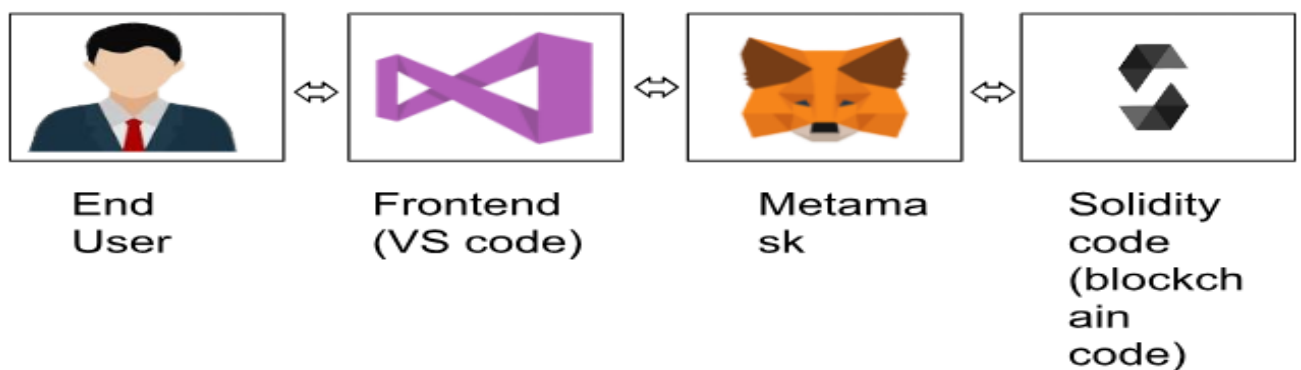 End
User
Frontend
(VS code)
Metama
sk
Solidity
code
(blockch
ain
code)